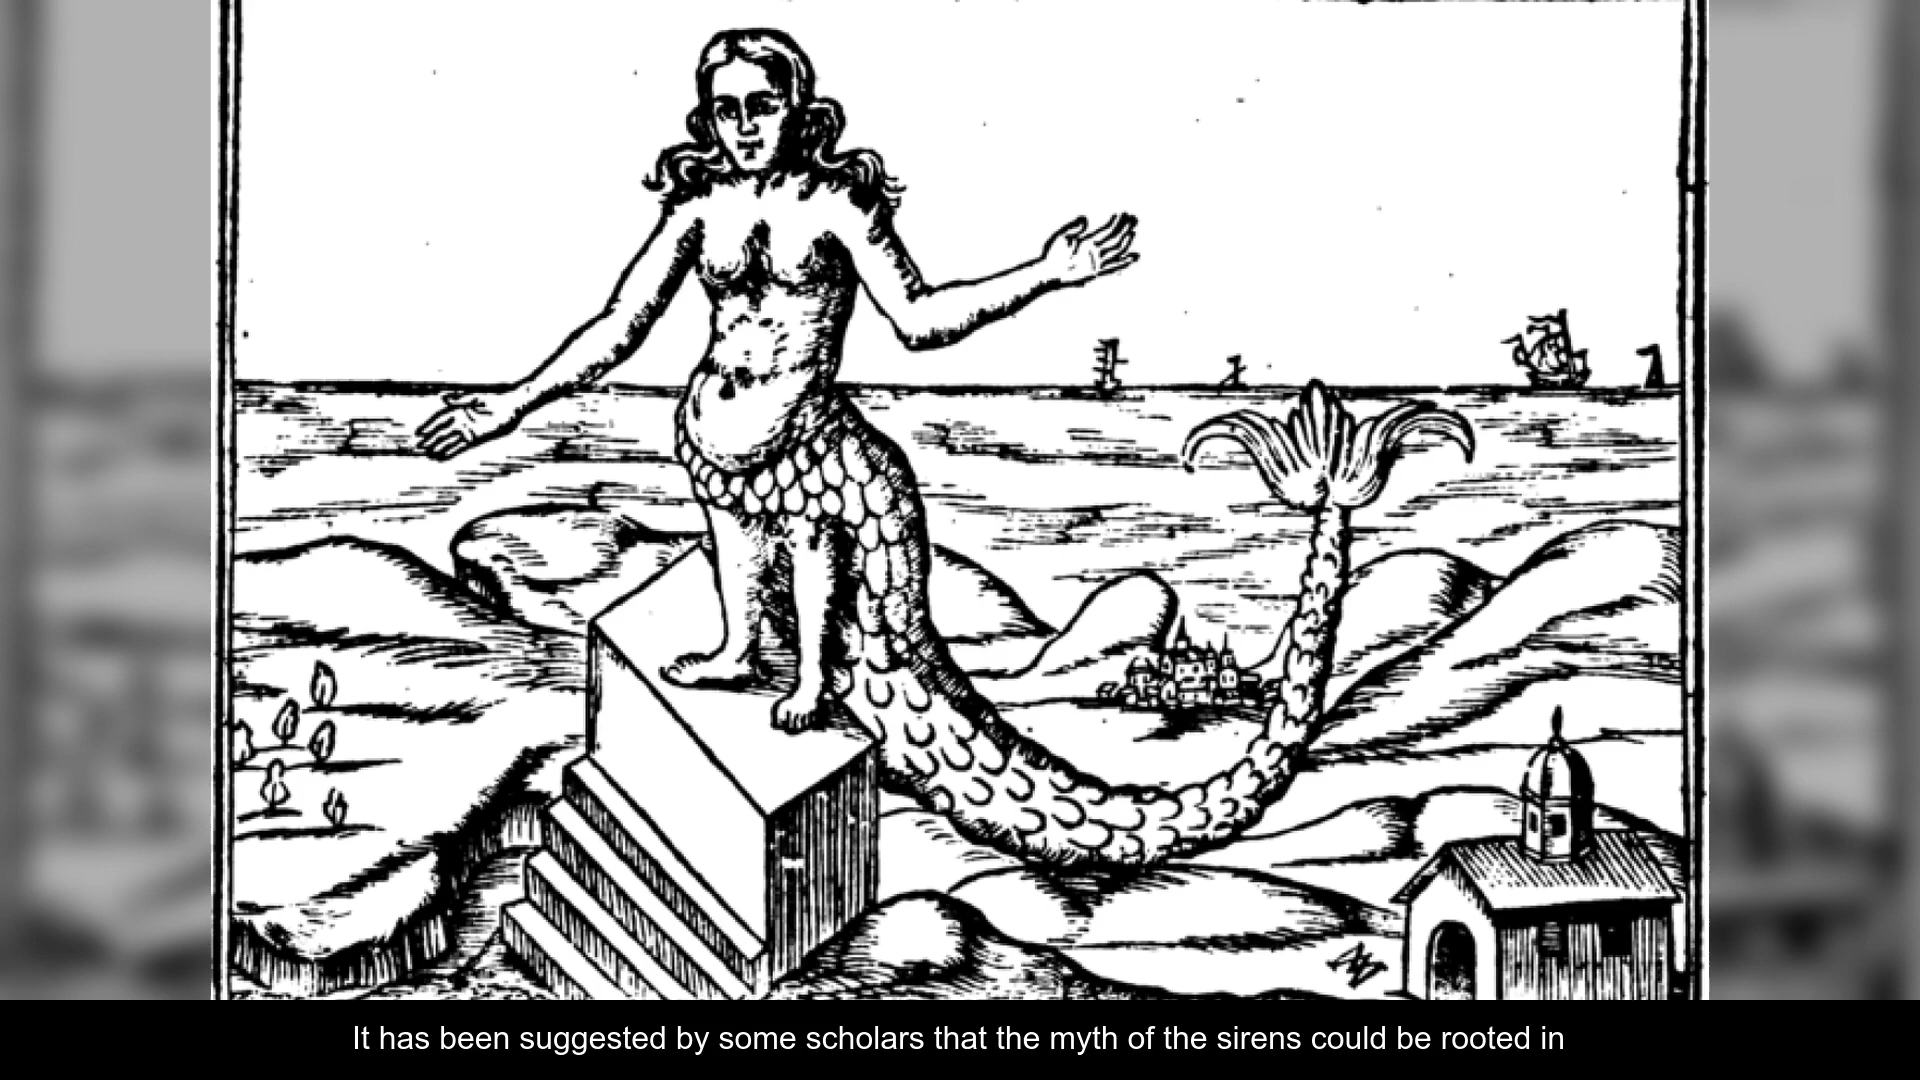 It has been suggested by some scholars that the myth of the sirens could be rooted in